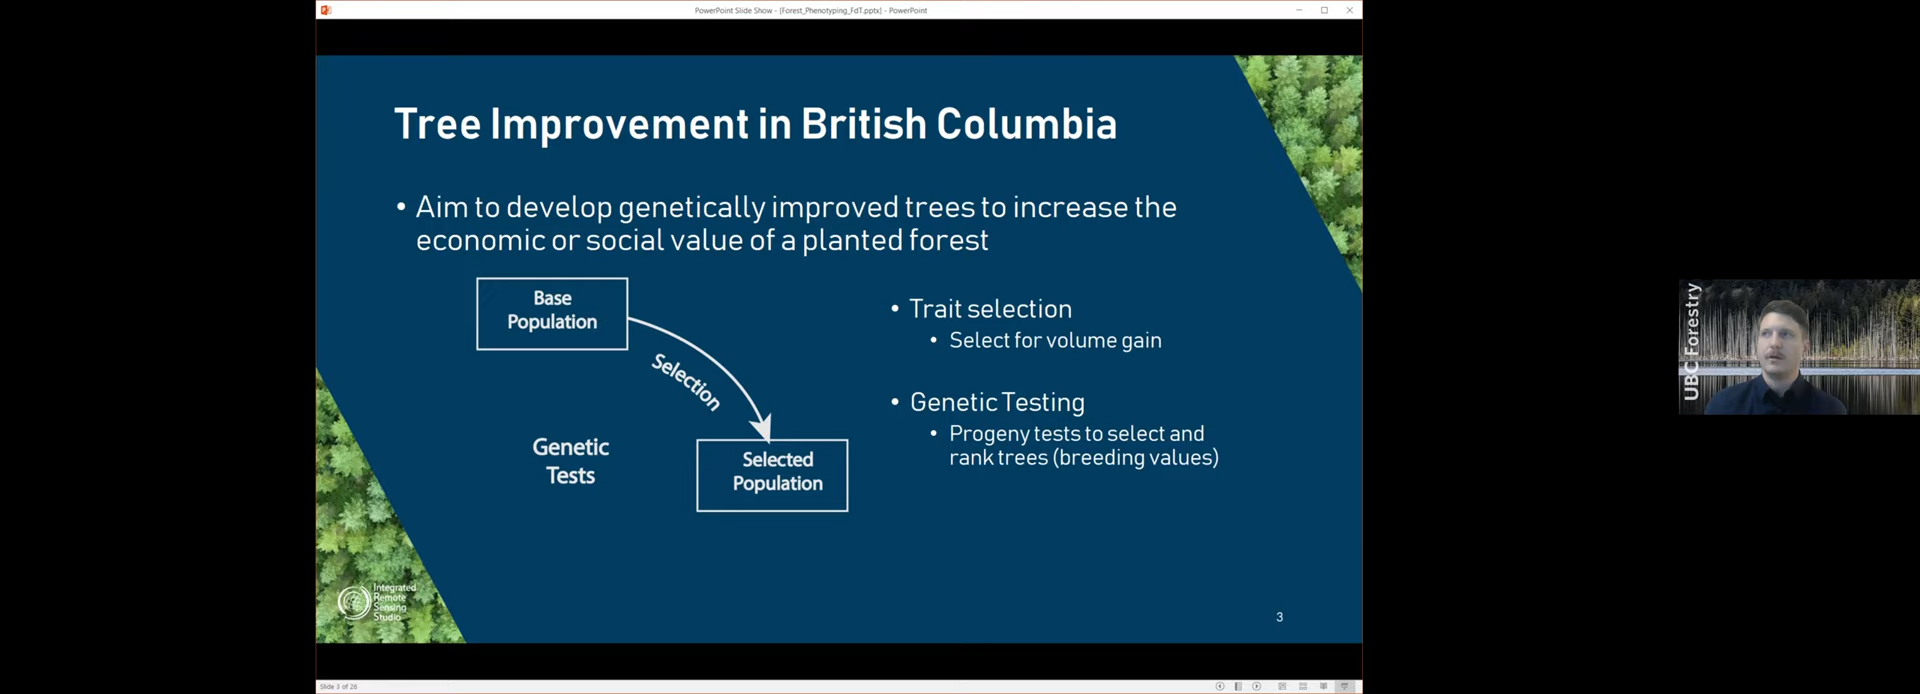 PowerPoint Slide Show - [Forest_Phenotyping_FdT.pptx] - PowerPoint
Tree Improvement in British Columbia
• Aim to develop genetically improved trees to increase the
economic or social value of a planted forest
Base
Population
Selection
Genetic
Tests
Selected
Population
• Trait selection
• Select for volume gain
• Genetic Testing
• Progeny tests to select and
rank trees (breeding values)
Integrated
Remote
Sensing
Studio
3
Slide 3 of 26
UBC Forestry